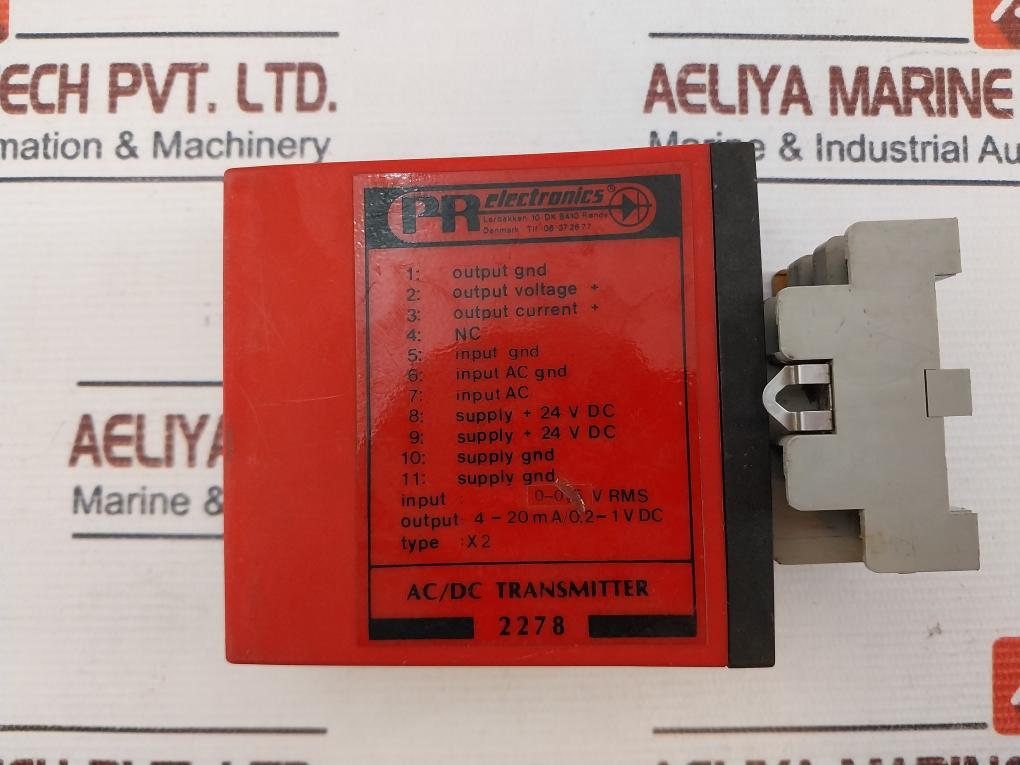 TECH PVT. LTD.
mation & Machinery
AELIYA MARINE
Marine & Industrial Au
PR electronics®
Lerbakken 10 DK 8410 Rønde
Denmark Tlf 06 37 26 77
1: output gnd
2: output voltage +
3: output current +
4: NC
5: input gnd
6: input AC gnd
7: input AC
8: supply + 24 V DC
9: supply + 24 V DC
10: supply gnd
11: supply gnd
input : V RMS
output: 4 - 20 mA/0.2 - 1 V DC
type :X2
AC/DC TRANSMITTER
2278
AELIYA
Marine &